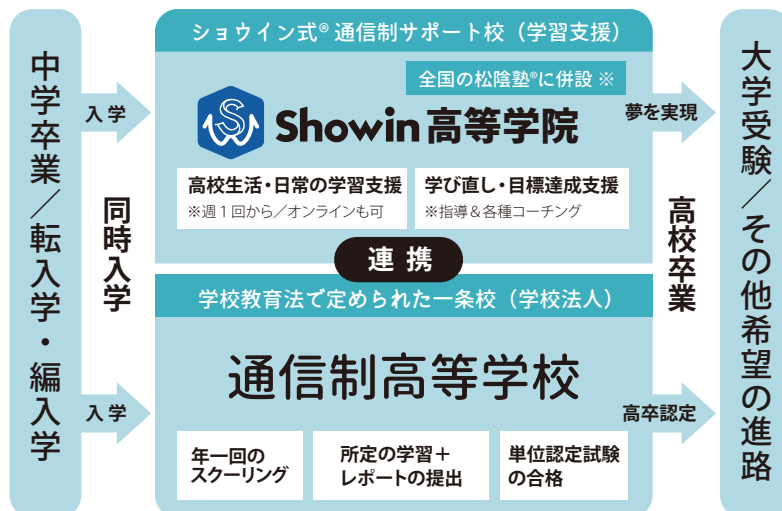 中学卒業／転入学・編入学
入学
同時入学
入学
ショウイン式® 通信制サポート校（学習支援）
全国の松陰塾®に併設 ※
Showin 高等学院
高校生活・日常の学習支援
※週1回から／オンラインも可
学び直し・目標達成支援
※指導＆各種コーチング
連携
学校教育法で定められた一条校（学校法人）
通信制高等学校
年一回の
スクーリング
所定の学習＋
レポートの提出
単位認定試験
の合格
夢を実現
高校卒業
高卒認定
大学受験／その他希望の進路